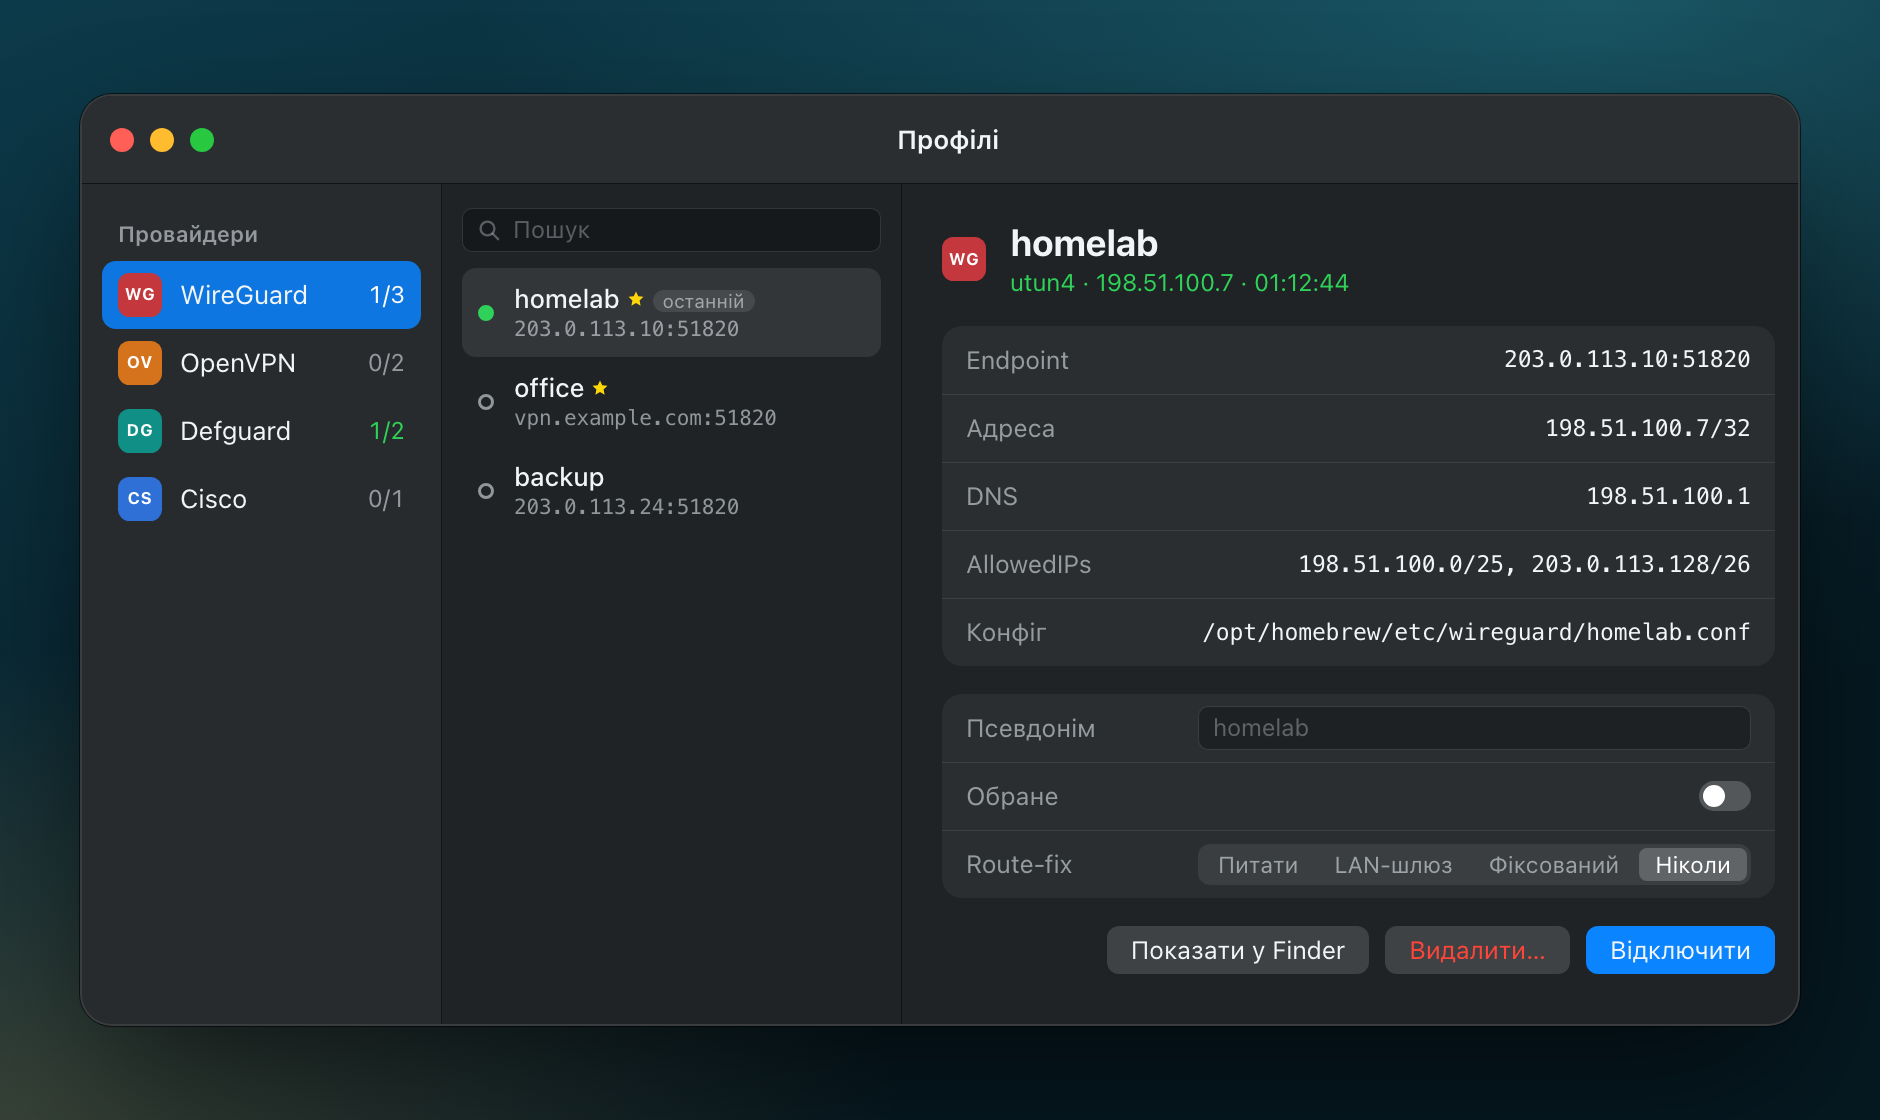 Профілі
Провайдери
WG WireGuard 1/3
OV OpenVPN 0/2
DG Defguard 1/2
CS Cisco 0/1
Пошук
homelab останній
203.0.113.10:51820
office
vpn.example.com:51820
backup
203.0.113.24:51820
WG homelab
utun4 · 198.51.100.7 · 01:12:44
Endpoint 203.0.113.10:51820
Адреса 198.51.100.7/32
DNS 198.51.100.1
AllowedIPs 198.51.100.0/25, 203.0.113.128/26
Конфіг /opt/homebrew/etc/wireguard/homelab.conf
Псевдонім homelab
Обране
Route-fix Питати LAN-шлюз Фіксований Ніколи
Показати у Finder Видалити... Відключити